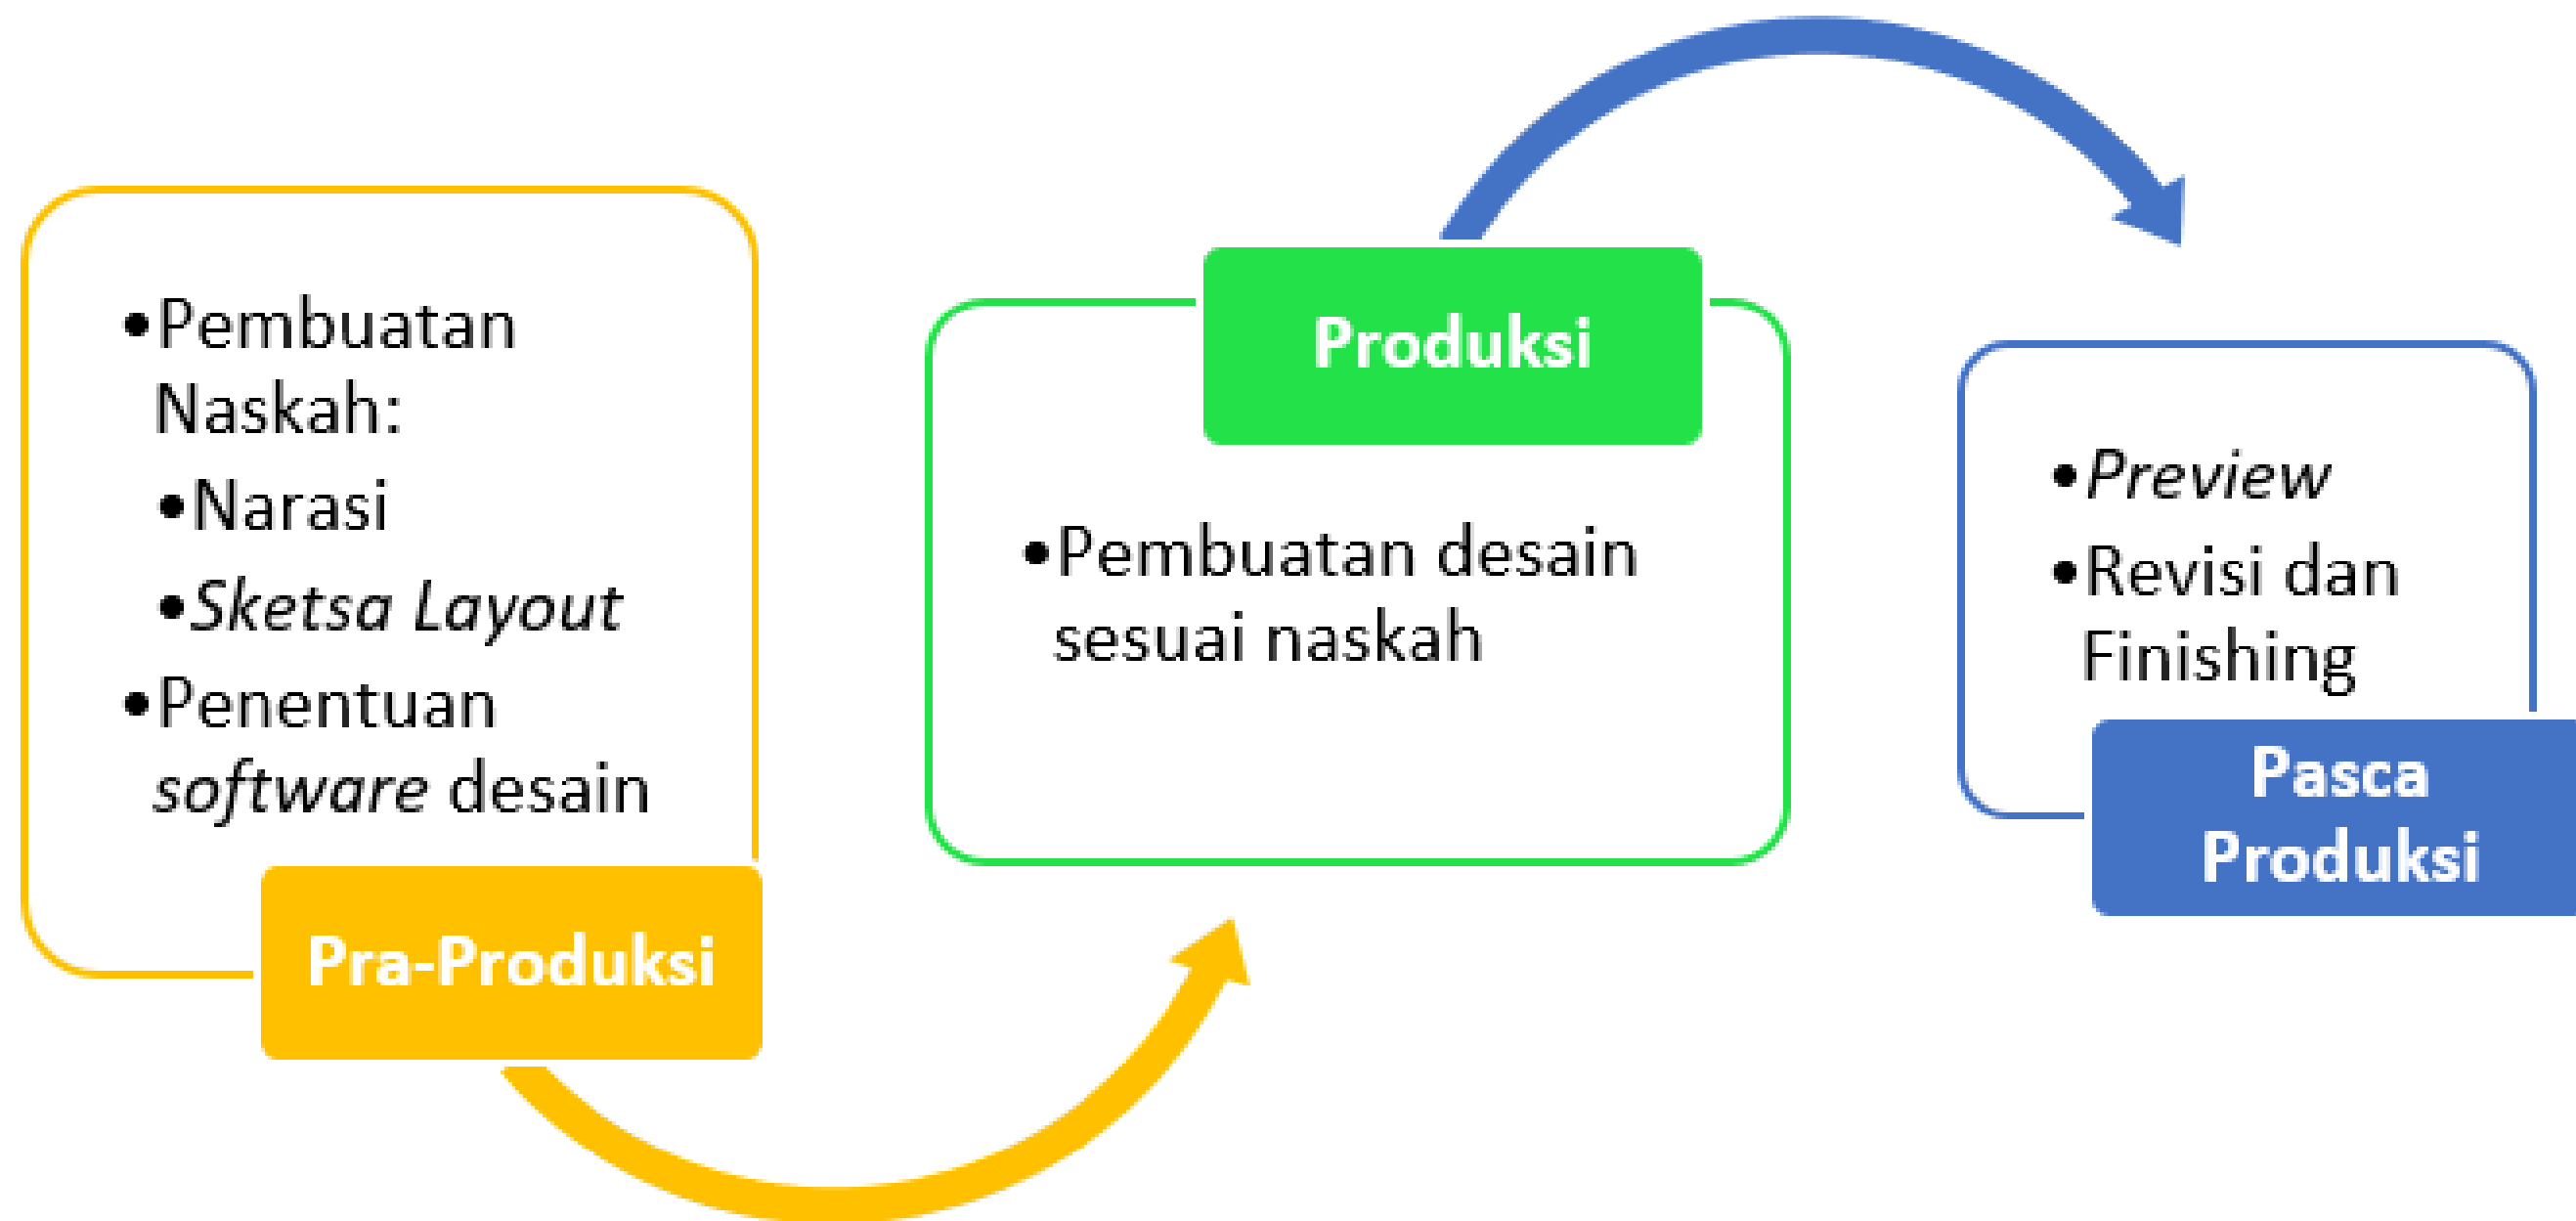 •Pembuatan
Naskah:
•Narasi
•Sketsa Layout
•Penentuan
software desain
Pra-Produksi
Produksi
•Pembuatan desain
sesuai naskah
•Preview
•Revisi dan
Finishing
Pasca
Produksi